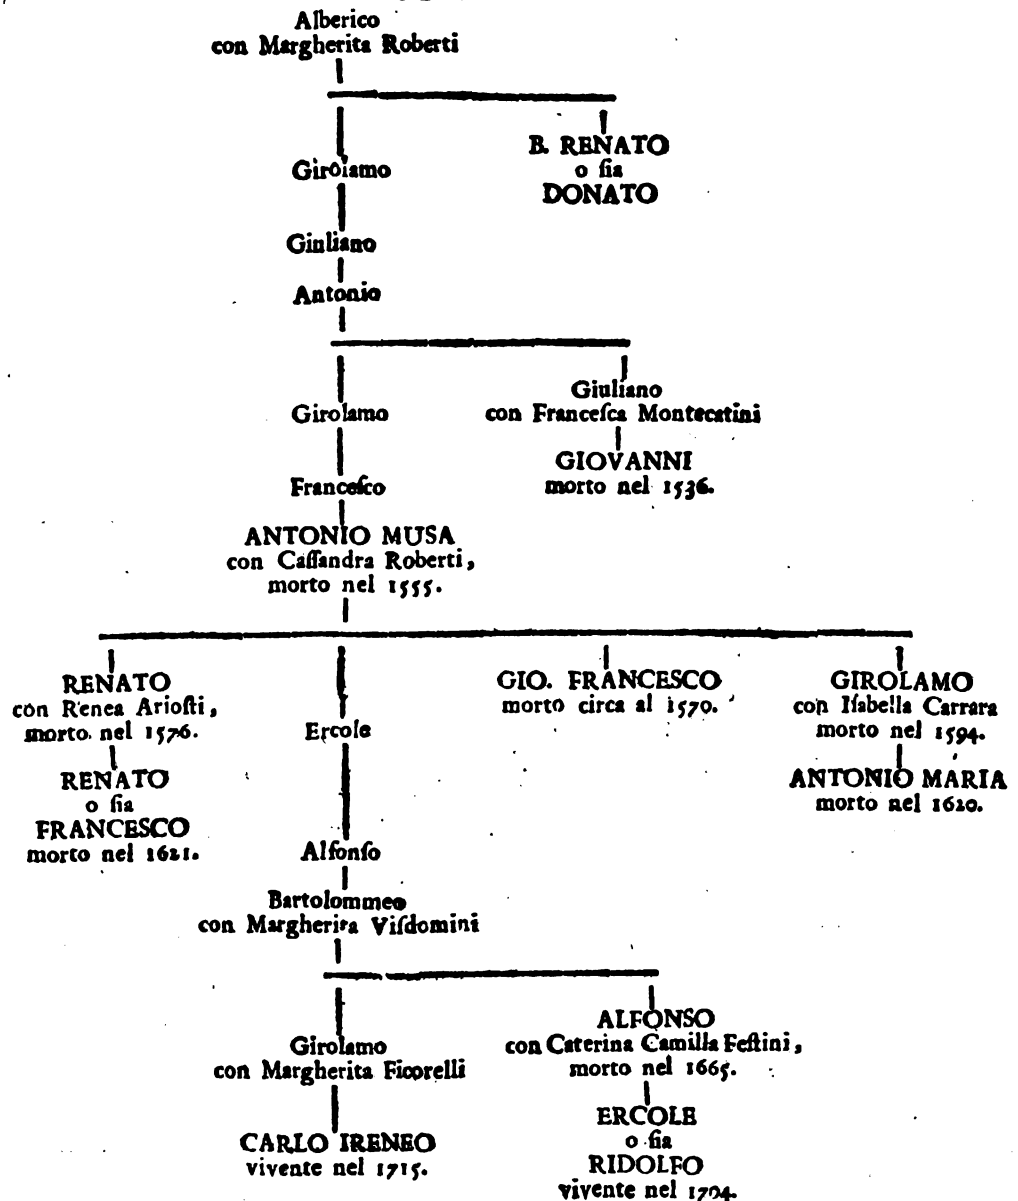 Alberico
con Margherita Roberti
Girolamo
B. RENATO
o ſia
DONATO
Giuliano
Antonio
Girolamo
Giuliano
con Franceſca Montecatini
GIOVANNI
morto nel 1536.
Franceſco
ANTONIO MUSA
con Caſſandra Roberti,
morto nel 1555.
RENATO
con Renea Arioſti,
morto nel 1576.
RENATO
o ſia
FRANCESCO
morto nel 1621.
Ercole
GIO. FRANCESCO
morto circa al 1570.
GIROLAMO
con Iſabella Carrara
morto nel 1594.
ANTONIO MARIA
morto nel 1620.
Alfonſo
Bartolommeo
con Margherita Viſdomini
Girolamo
con Margherita Ficorelli
CARLO IRENEO
vivente nel 1715.
ALFONSO
con Caterina Camilla Feſtini,
morto nel 1665.
ERCOLE
o ſia
RIDOLFO
vivente nel 1704.